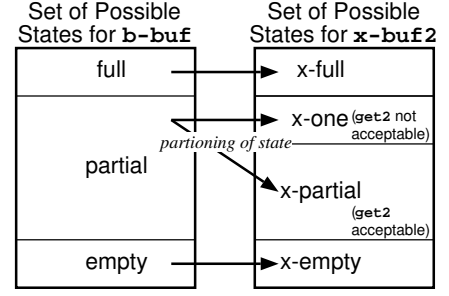 Set of Possible
States for b-buf
Set of Possible
States for x-buf2
full
x-full
x-one (get2 not
acceptable)
partioning of state
partial
x-partial
(get2
acceptable)
empty
x-empty